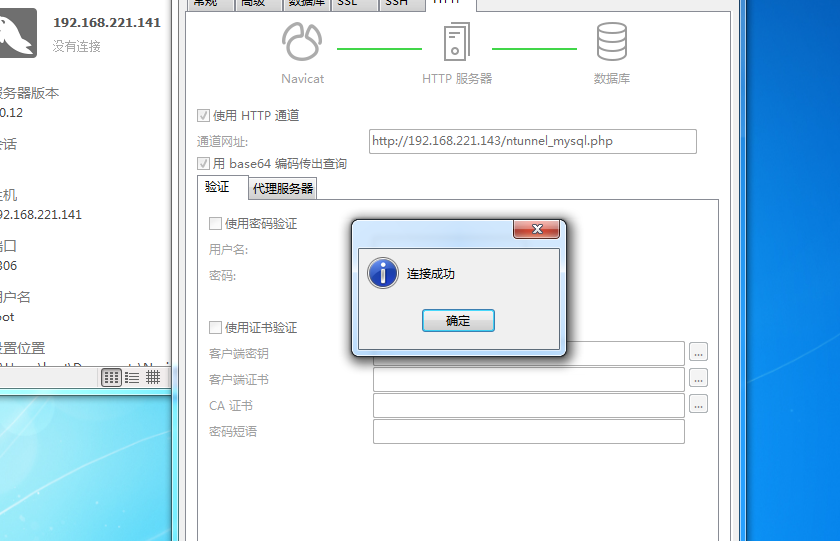 常规 高级 数据库 SSL SSH HTTP
192.168.221.141
没有连接
服务器版本
0.12
会话
主机
92.168.221.141
端口
306
用户名
oot
设置位置
Navicat
HTTP 服务器
数据库
使用 HTTP 通道
通道网址:
http://192.168.221.143/ntunnel_mysql.php
用 base64 编码传出查询
验证 代理服务器
使用密码验证
用户名:
密码:
连接成功
确定
使用证书验证
客户端密钥
...
客户端证书
...
CA 证书
...
密码短语